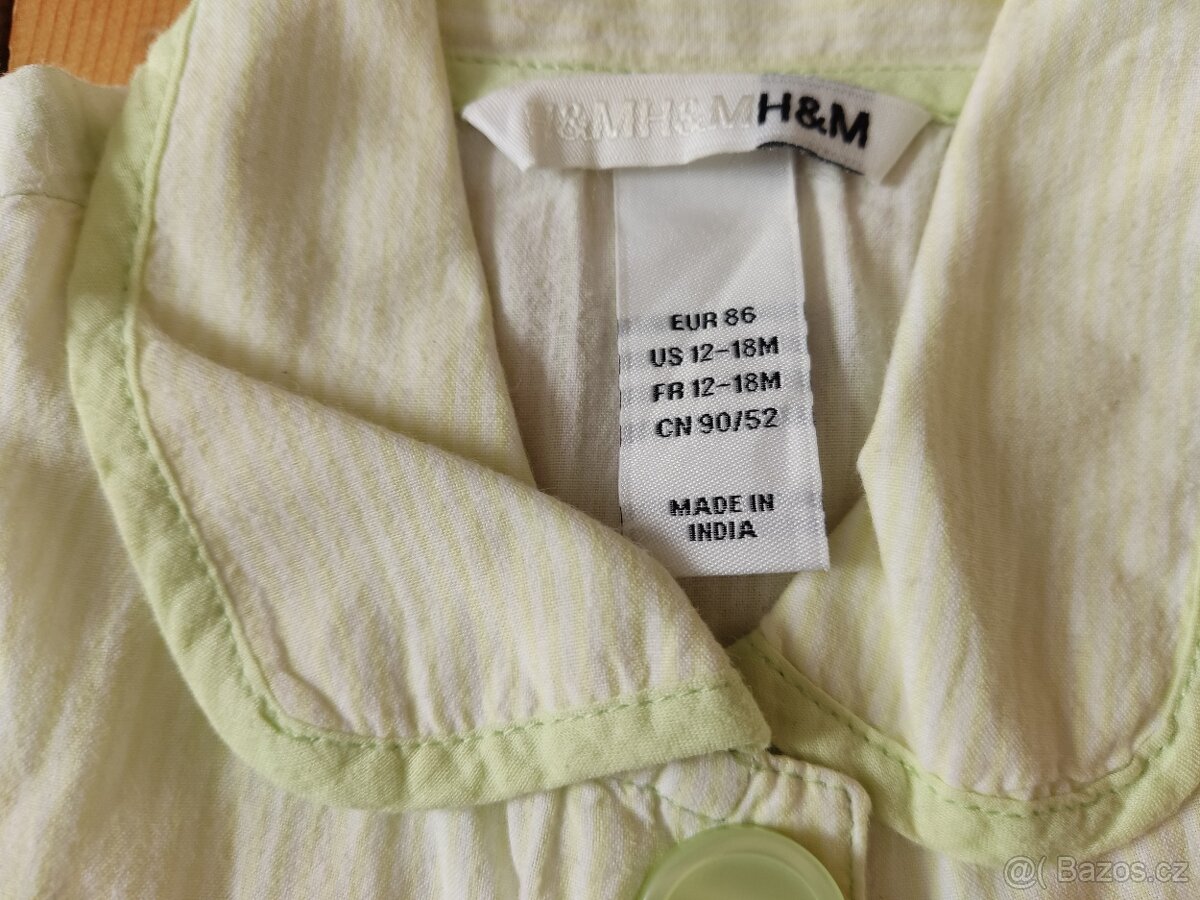 &MH&MH&M
EUR 86
US 12-18M
FR 12-18M
CN 90/52
MADE IN
INDIA
@( Bazos.cz